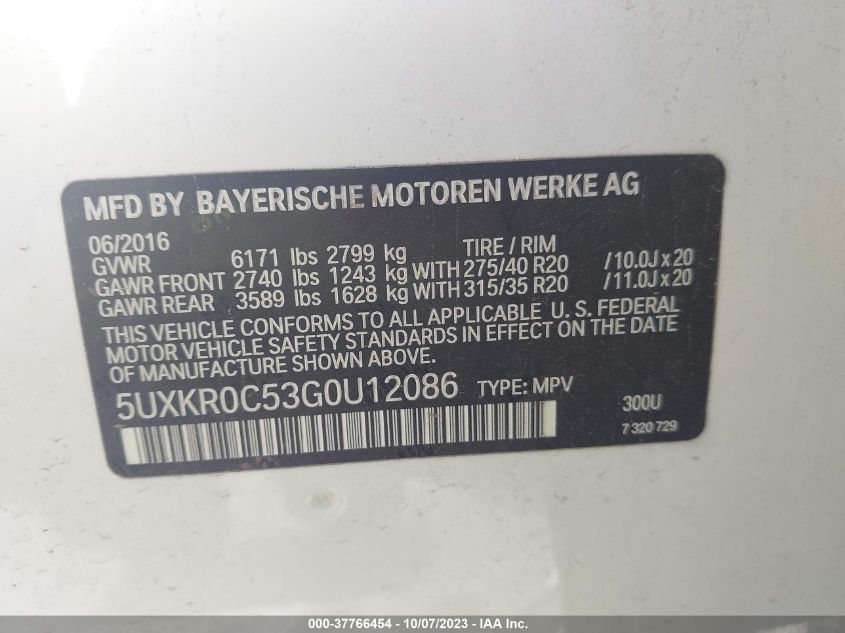 MFD BY BAYERISCHE MOTOREN WERKE AG
06/2016 TIRE / RIM
GVWR 6171 lbs 2799 kg
GAWR FRONT 2740 lbs 1243 kg WITH 275/40 R20 /10.0J x 20
GAWR REAR 3589 lbs 1628 kg WITH 315/35 R20 /11.0J x 20
THIS VEHICLE CONFORMS TO ALL APPLICABLE U. S. FEDERAL
MOTOR VEHICLE SAFETY STANDARDS IN EFFECT ON THE DATE
OF MANUFACTURE SHOWN ABOVE.
5UXKR0C53G0U12086 TYPE: MPV
300U
7 320 729
000-37766454 - 10/07/2023 - IAA Inc.